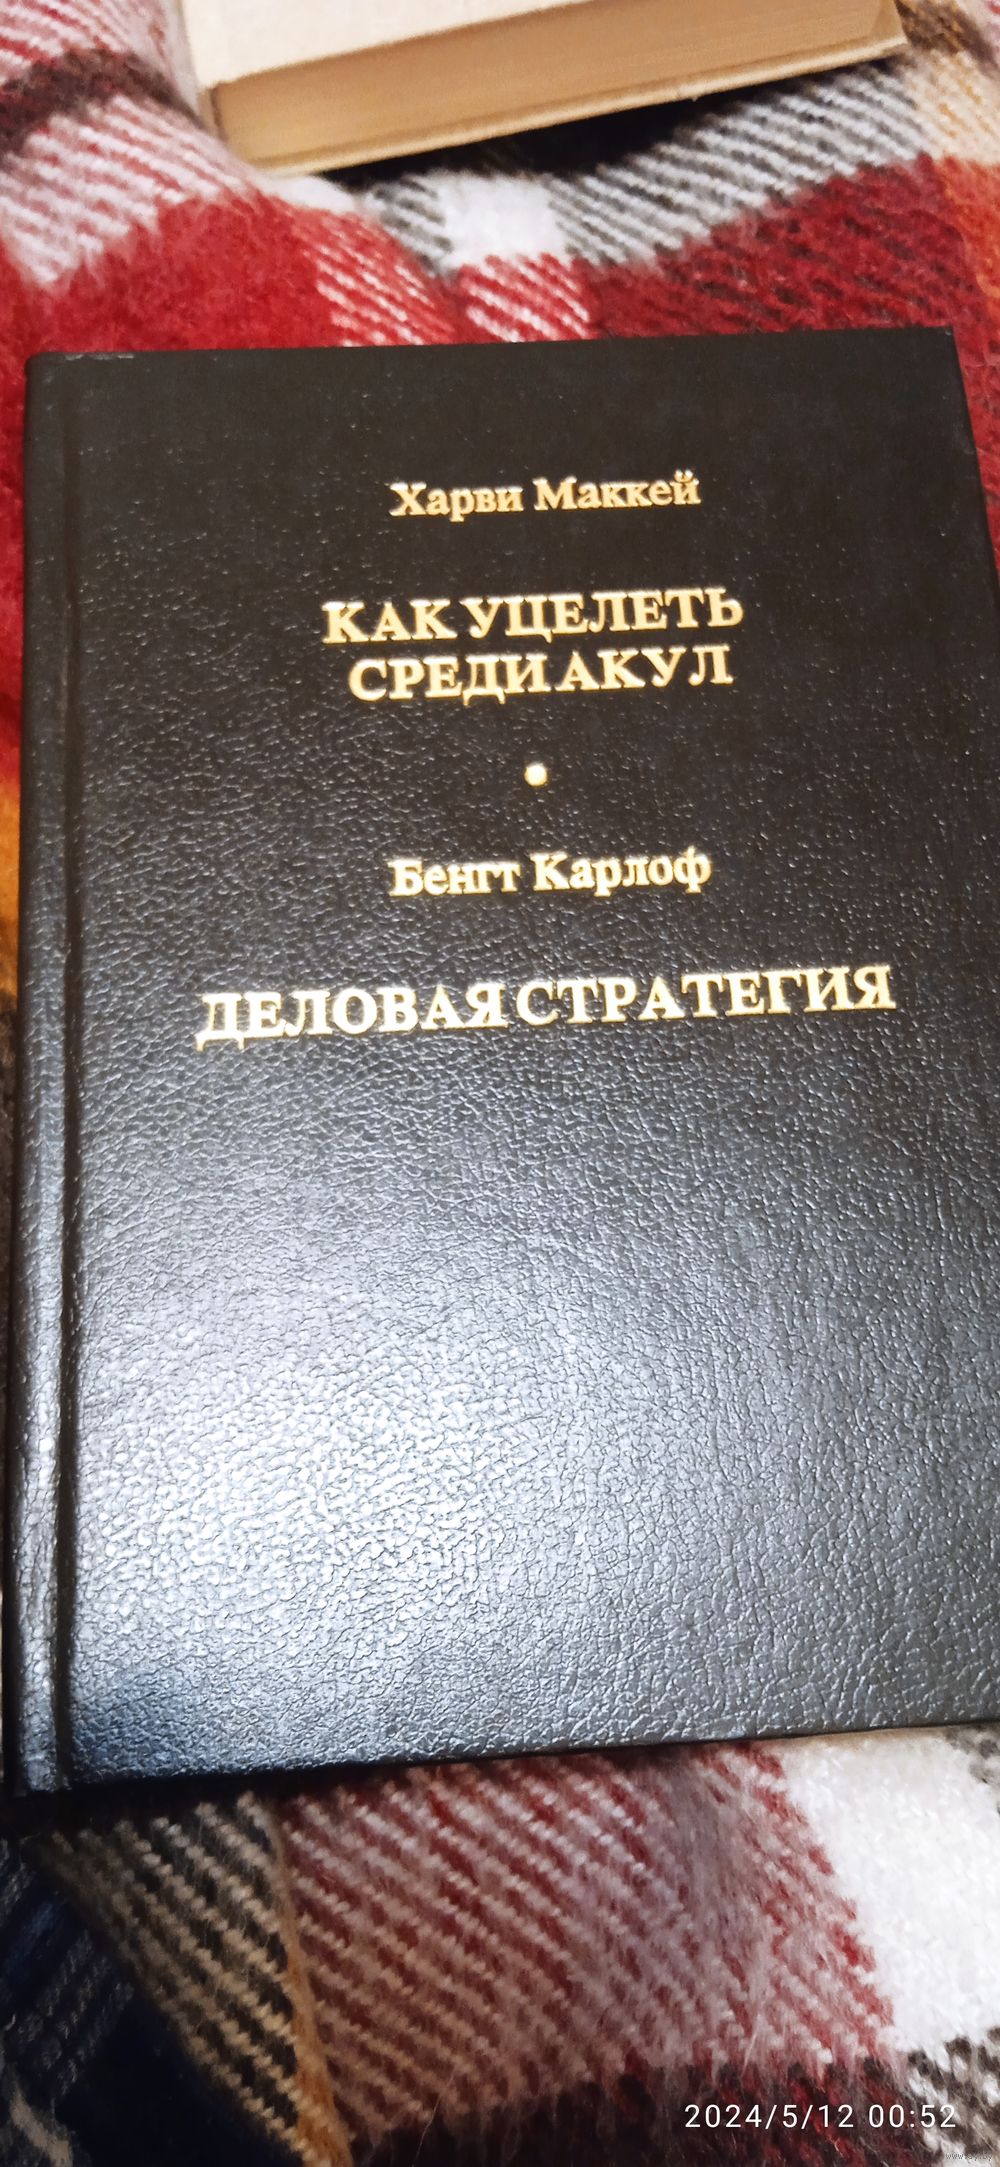 Харви Маккей
КАК УЦЕЛЕТЬ
СРЕДИ АКУЛ
Бенгт Карлоф
ДЕЛОВАЯ СТРАТЕГИЯ
2024/5/12 00:52